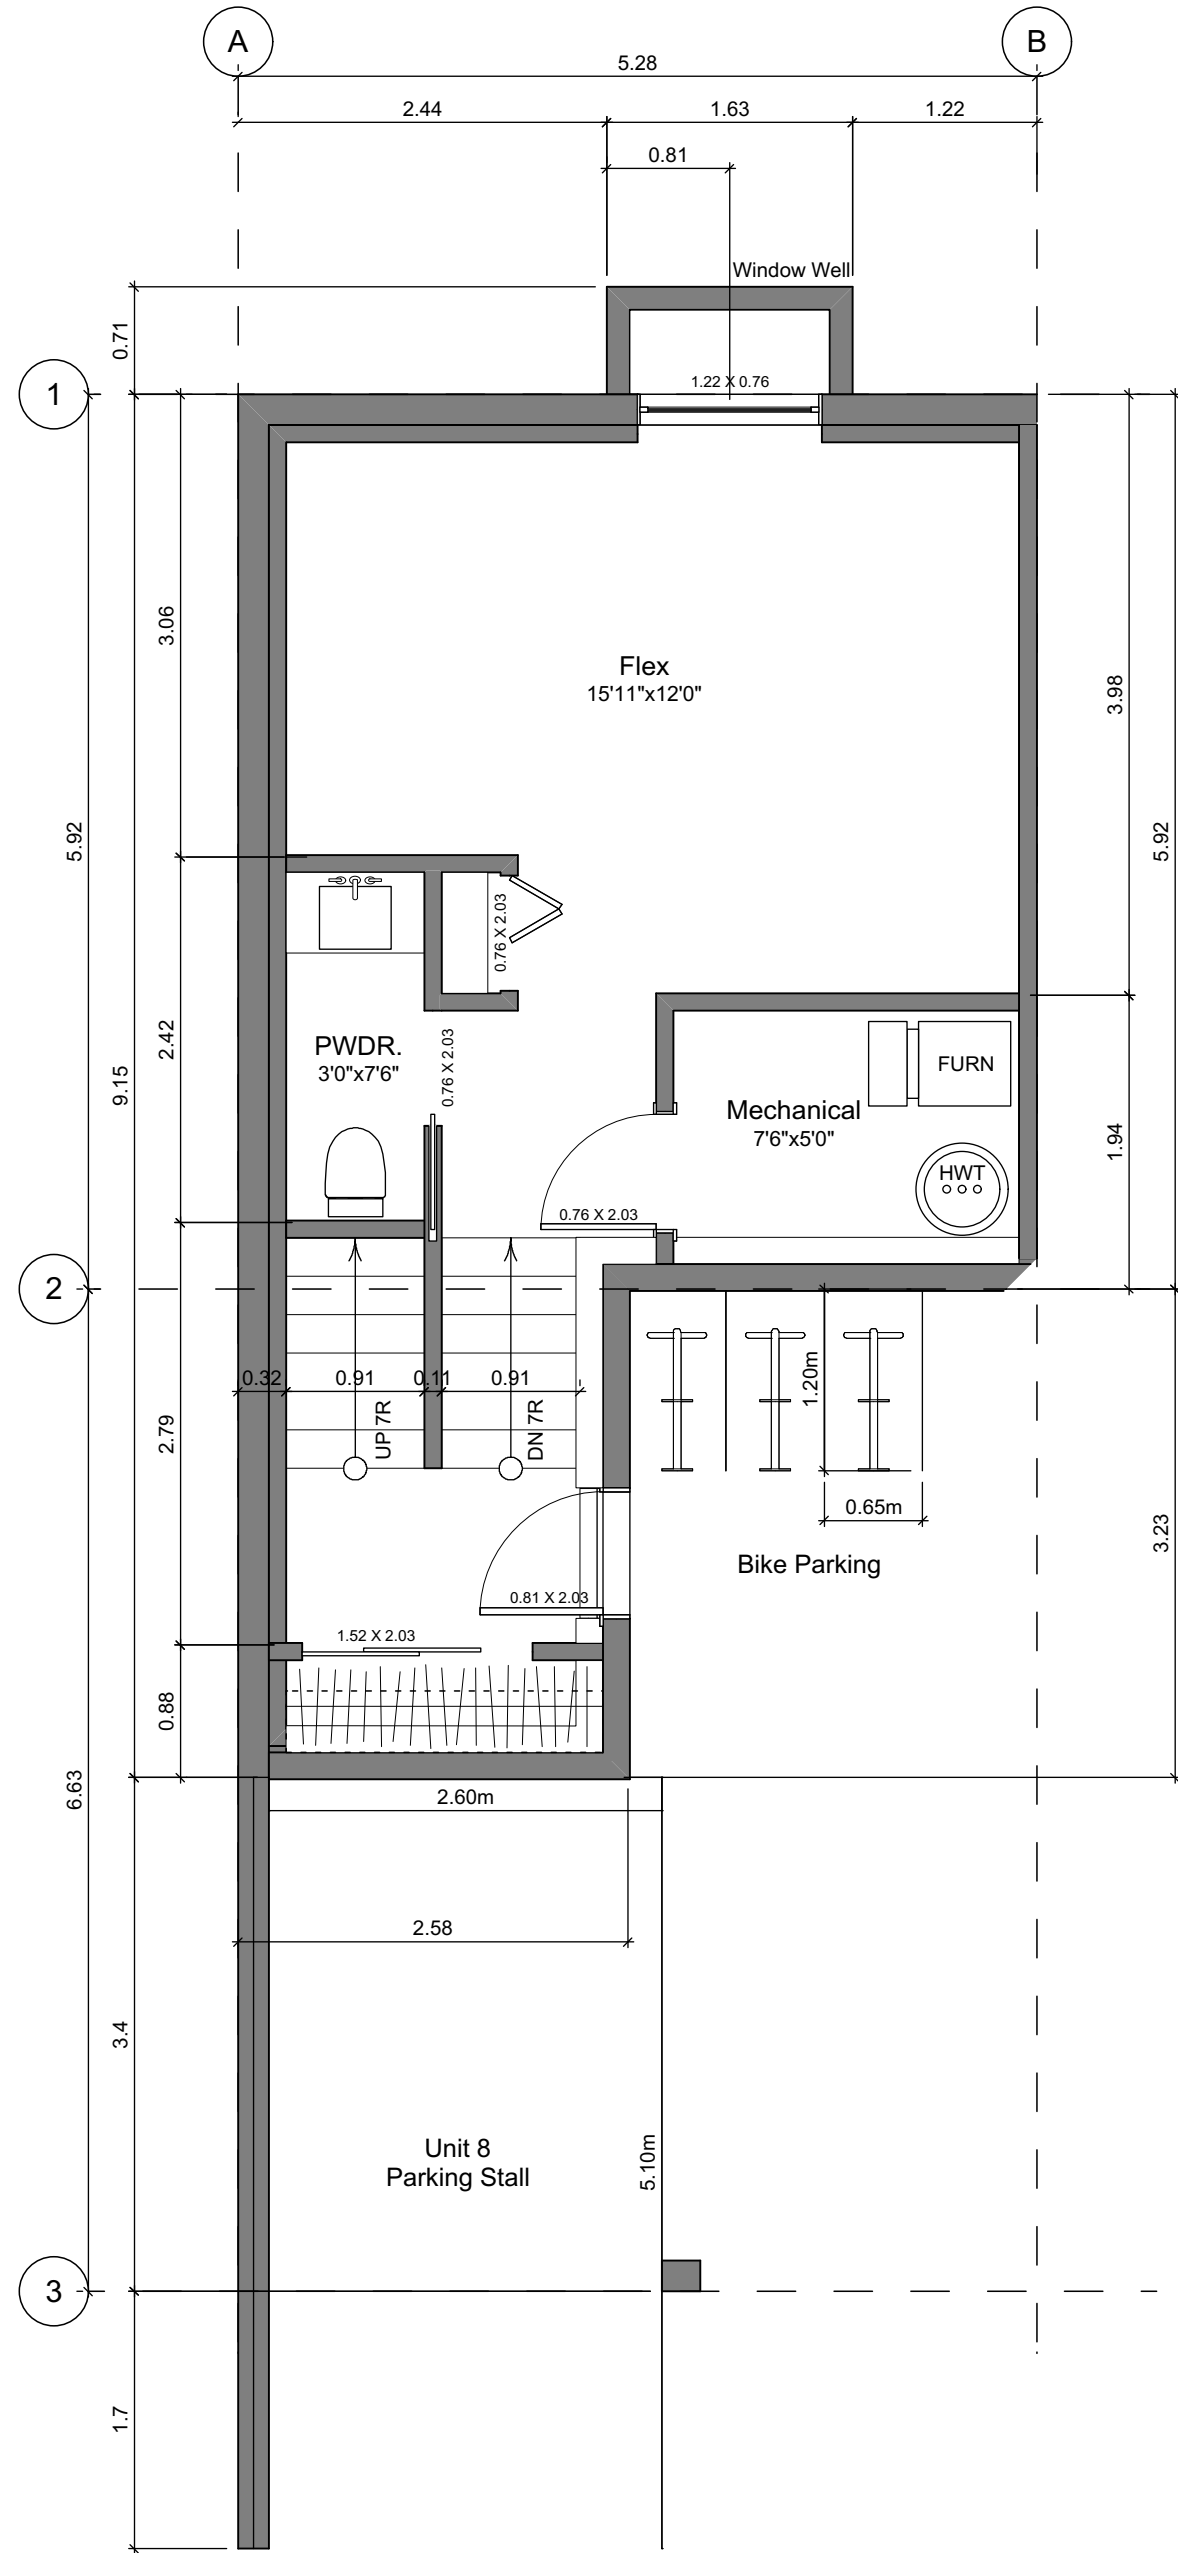 A
B
5.28
2.44
1.63
1.22
0.81
Window Well
0.71
1
1.22 X 0.76
3.06
Flex
15'11"x12'0"
3.98
5.92
5.92
0.76 X 2.03
2.42
PWDR.
3'0"x7'6"
0.76 X 2.03
FURN
Mechanical
7'6"x5'0"
9.15
1.94
HWT
0.76 X 2.03
2
0.32
0.91
0.11
0.91
1.20m
UP 7R
DN 7R
2.79
0.65m
3.23
Bike Parking
0.81 X 2.03
1.52 X 2.03
0.88
6.63
2.60m
2.58
3.4
Unit 8
Parking Stall
5.10m
3
1.7